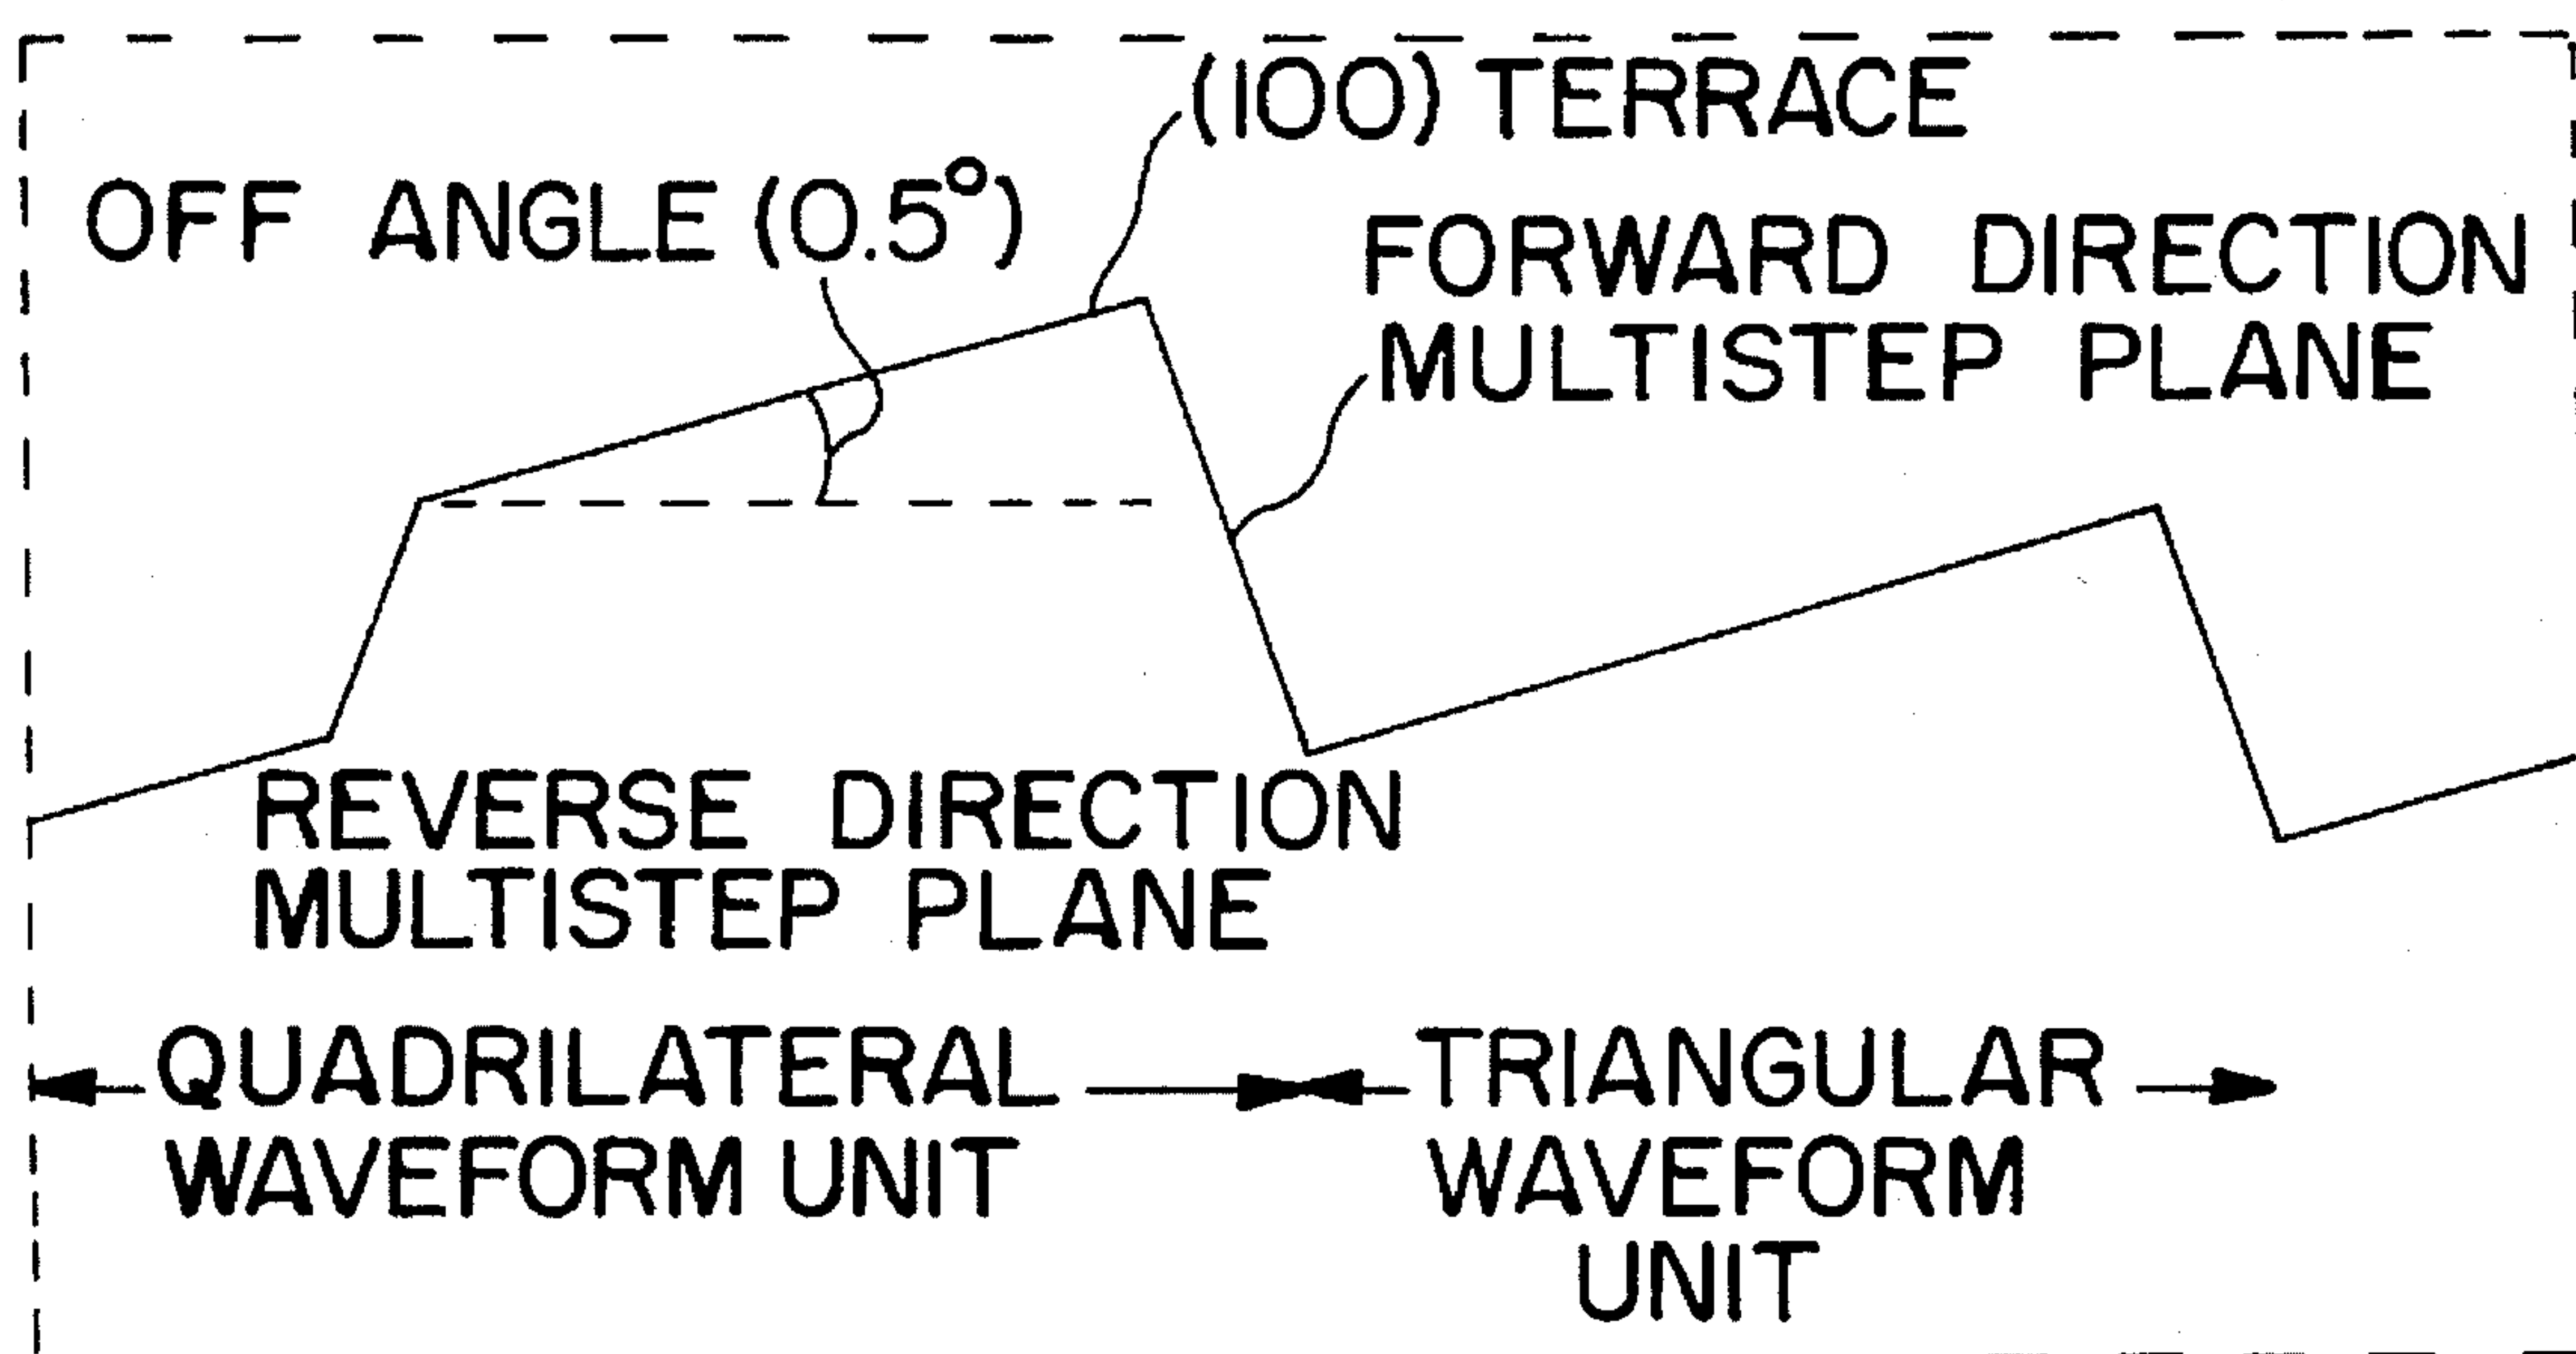 (100) TERRACE
OFF ANGLE (0.5°)
FORWARD DIRECTION
MULTISTEP PLANE
REVERSE DIRECTION
MULTISTEP PLANE
QUADRILATERAL
WAVEFORM UNIT
TRIANGULAR
WAVEFORM
UNIT